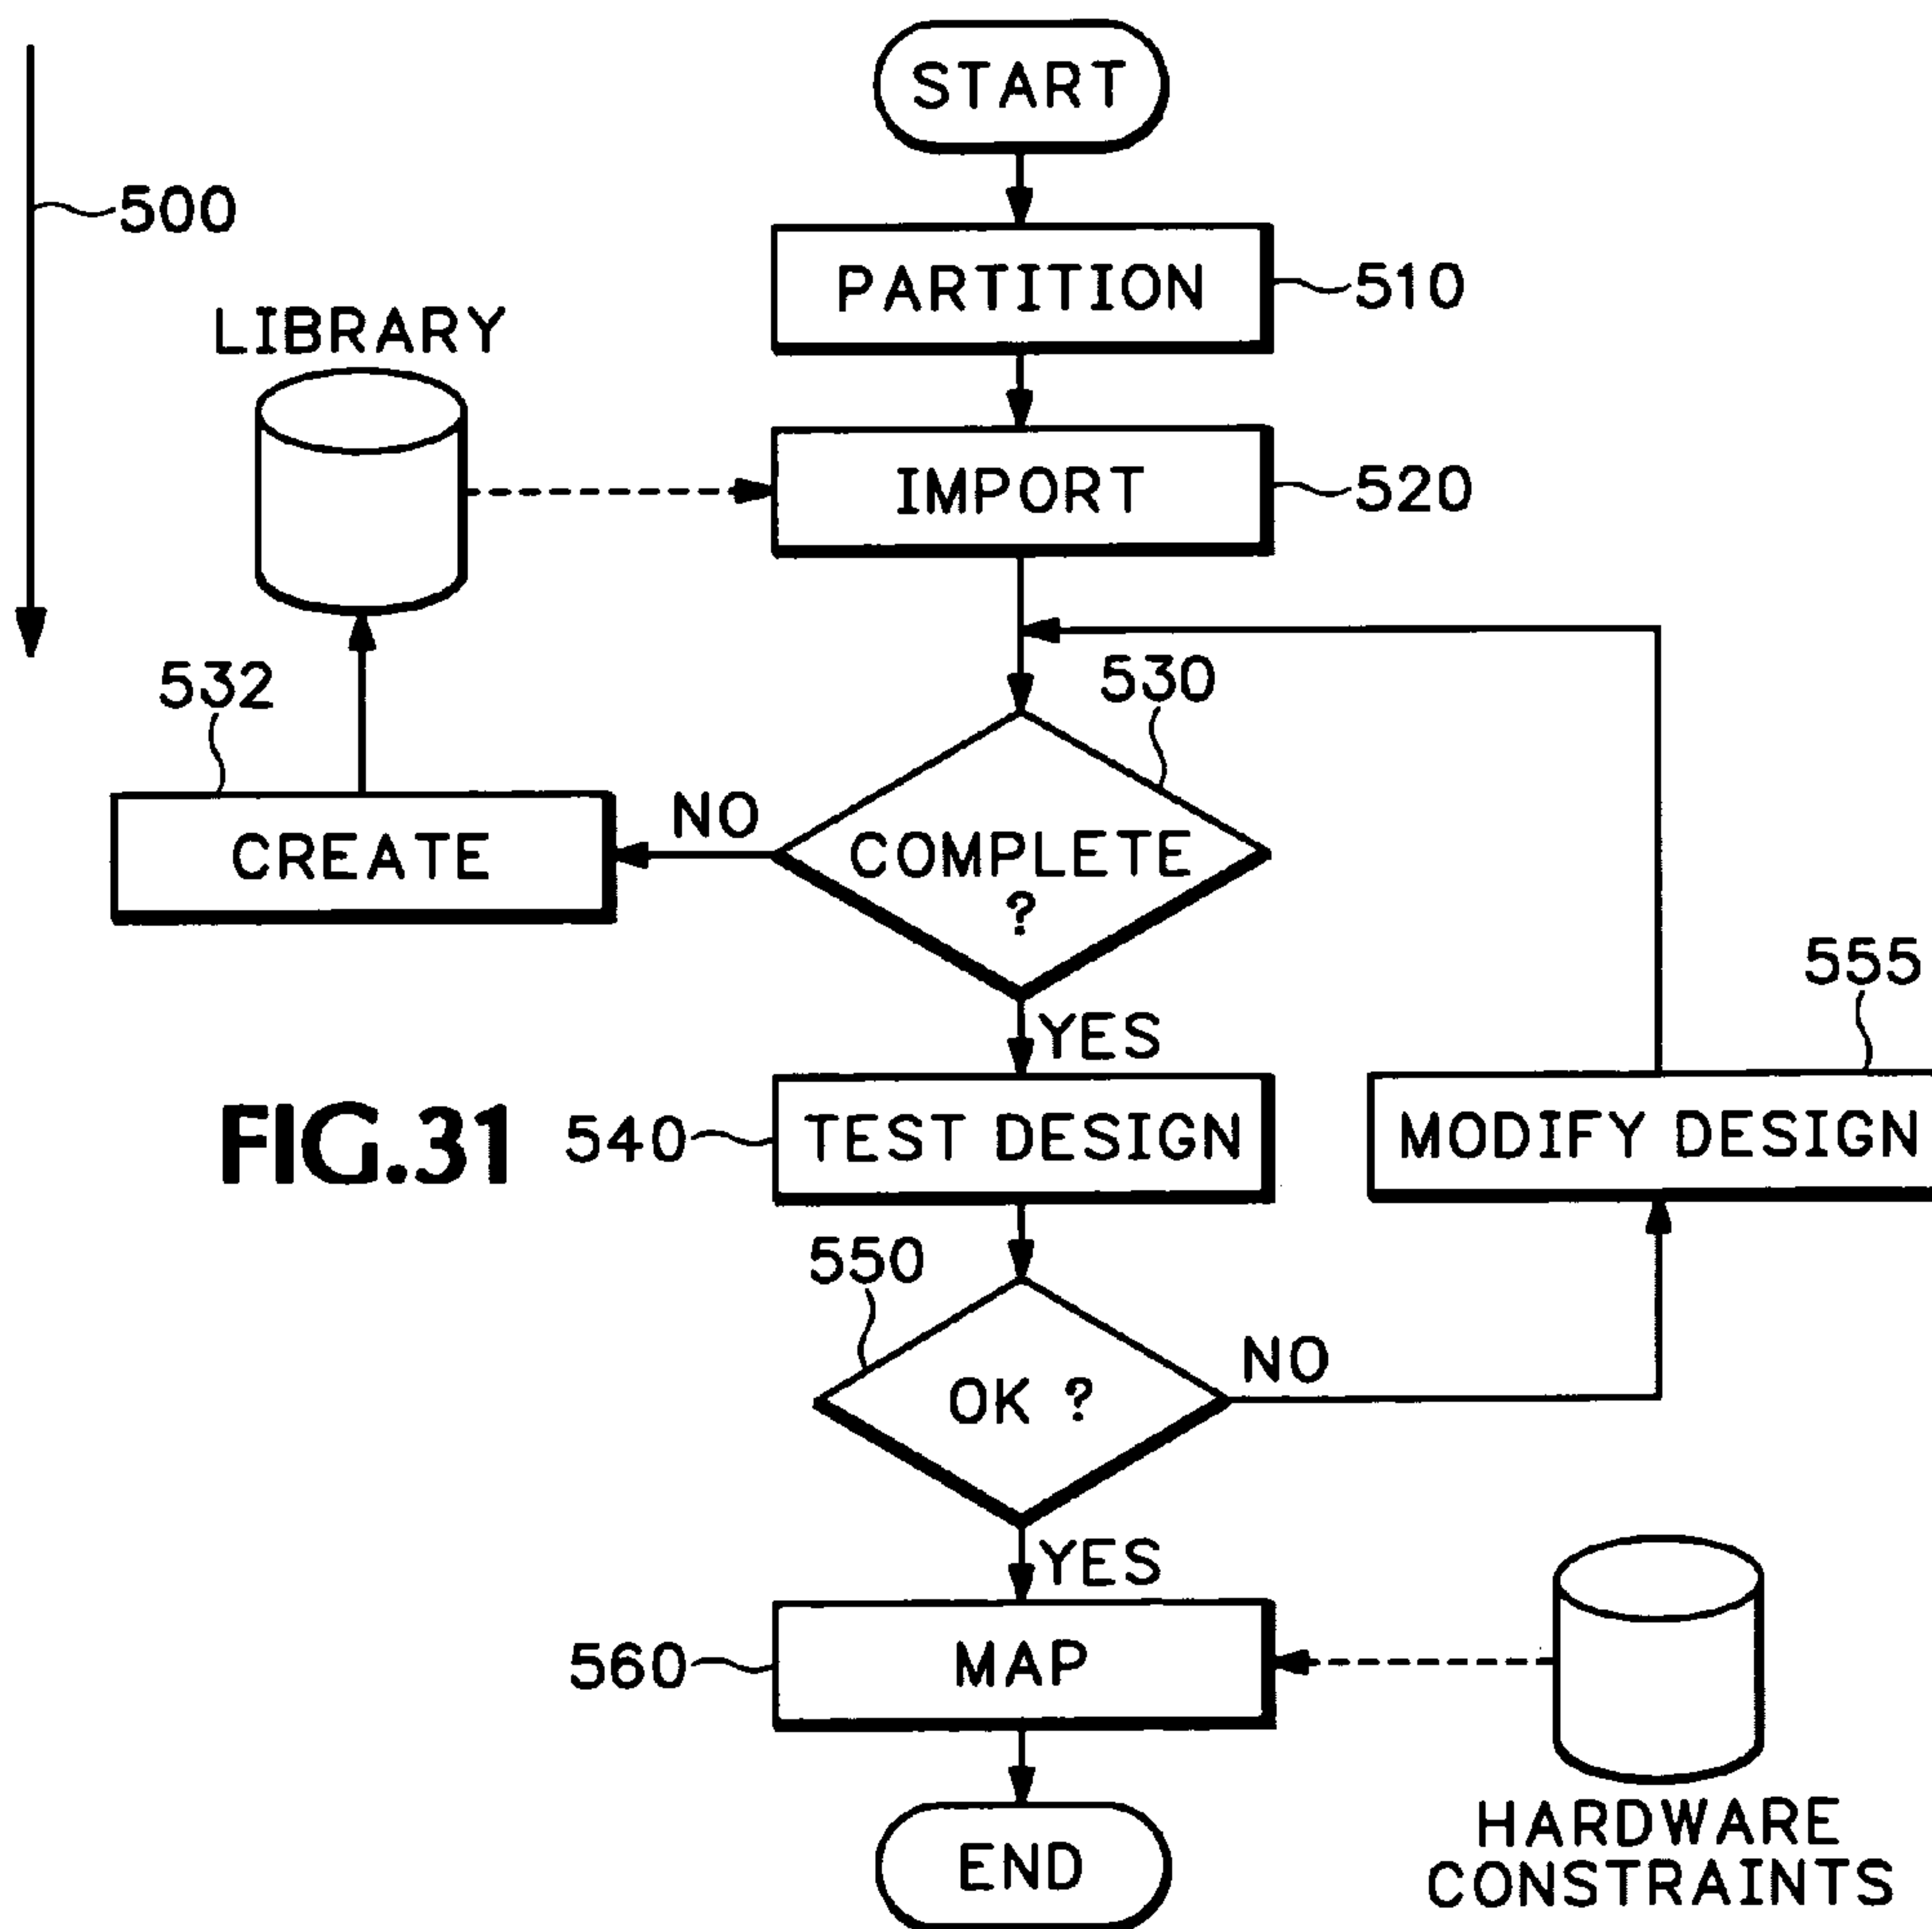 START
500
PARTITION
510
LIBRARY
IMPORT
520
532
530
NO
CREATE
COMPLETE
?
555
YES
FIG.31
540
TEST DESIGN
MODIFY DESIGN
550
NO
OK ?
YES
560
MAP
HARDWARE
CONSTRAINTS
END